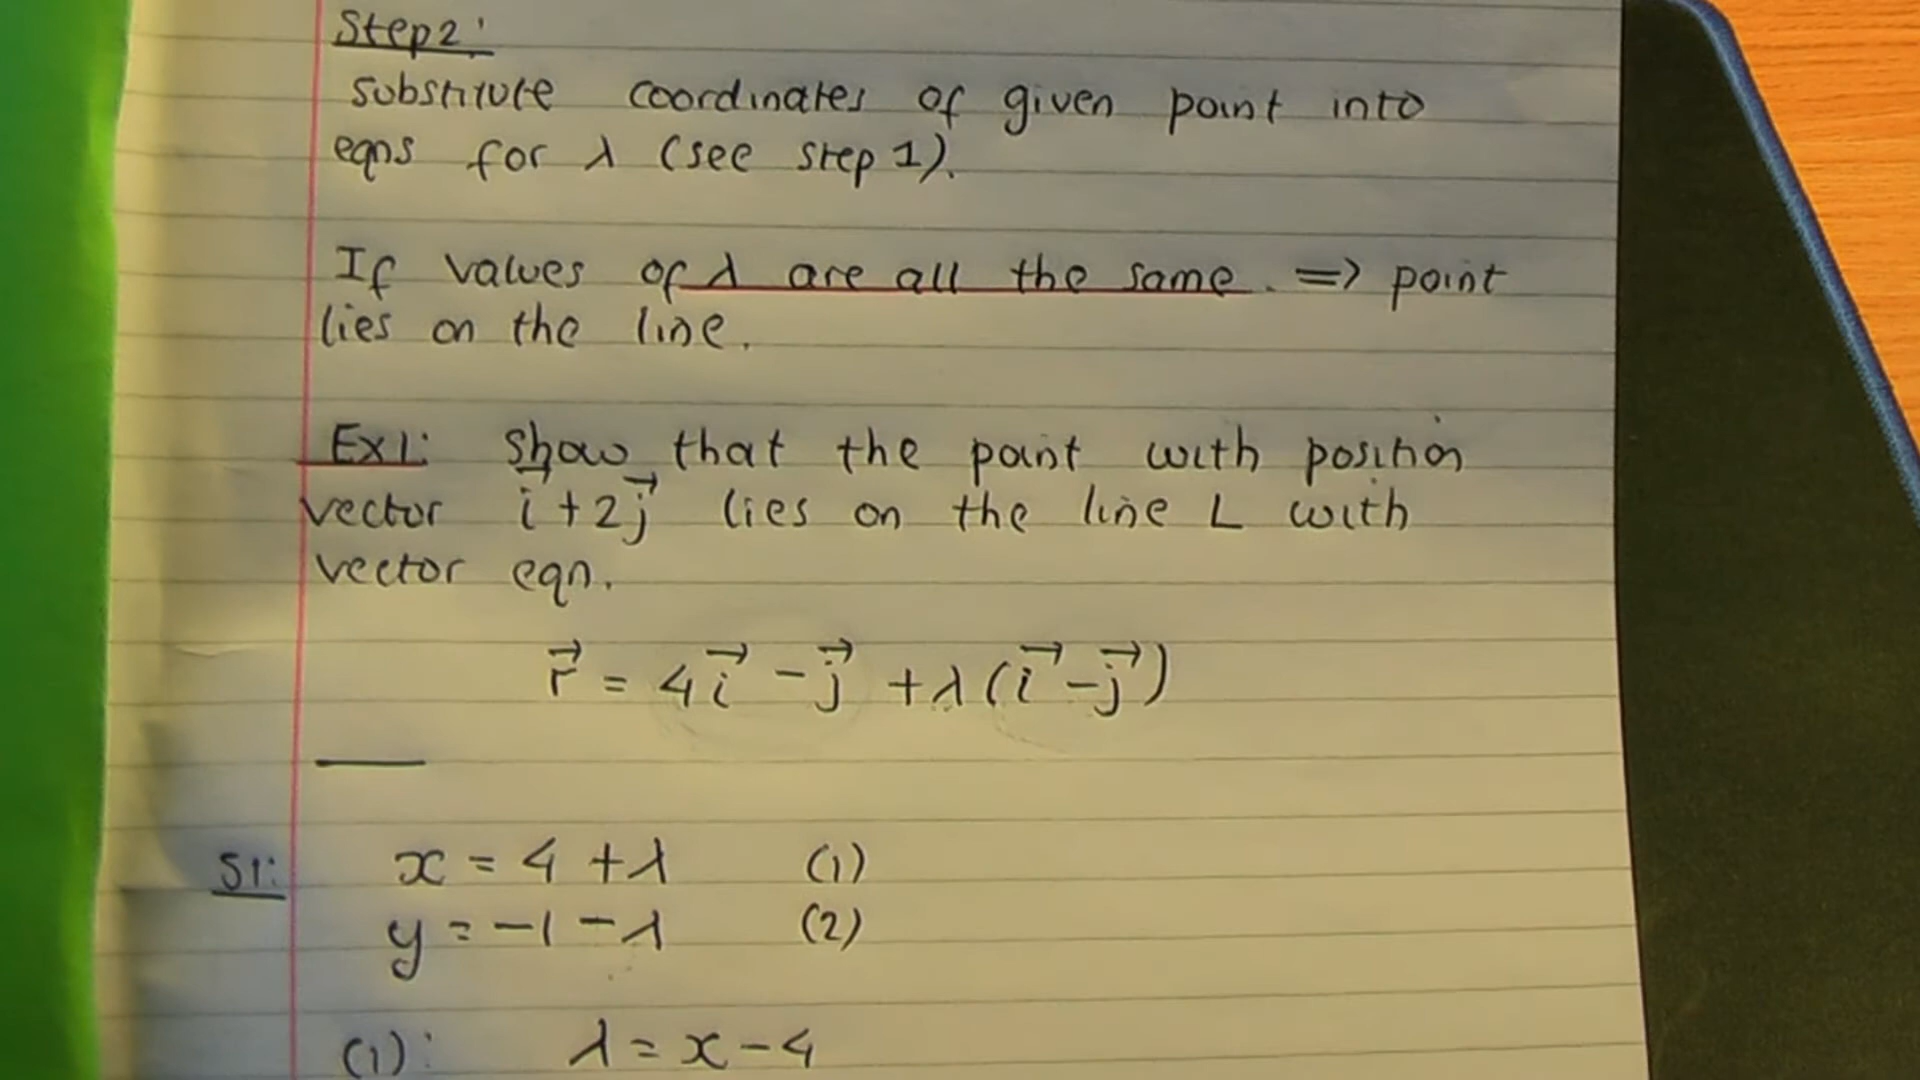 Step2:
Substitute coordinates of given point into
eqns for λ (see step 1).
If values of λ are all the same. => point
lies on the line.
Ex1: Show that the point with position
vector i⃗ + 2j⃗ lies on the line L with
vector eqn.
r⃗ = 4i⃗ - j⃗ + λ(i⃗ - j⃗)
S1: x = 4 + λ (1)
y = -1 - λ (2)
(1): λ = x - 4